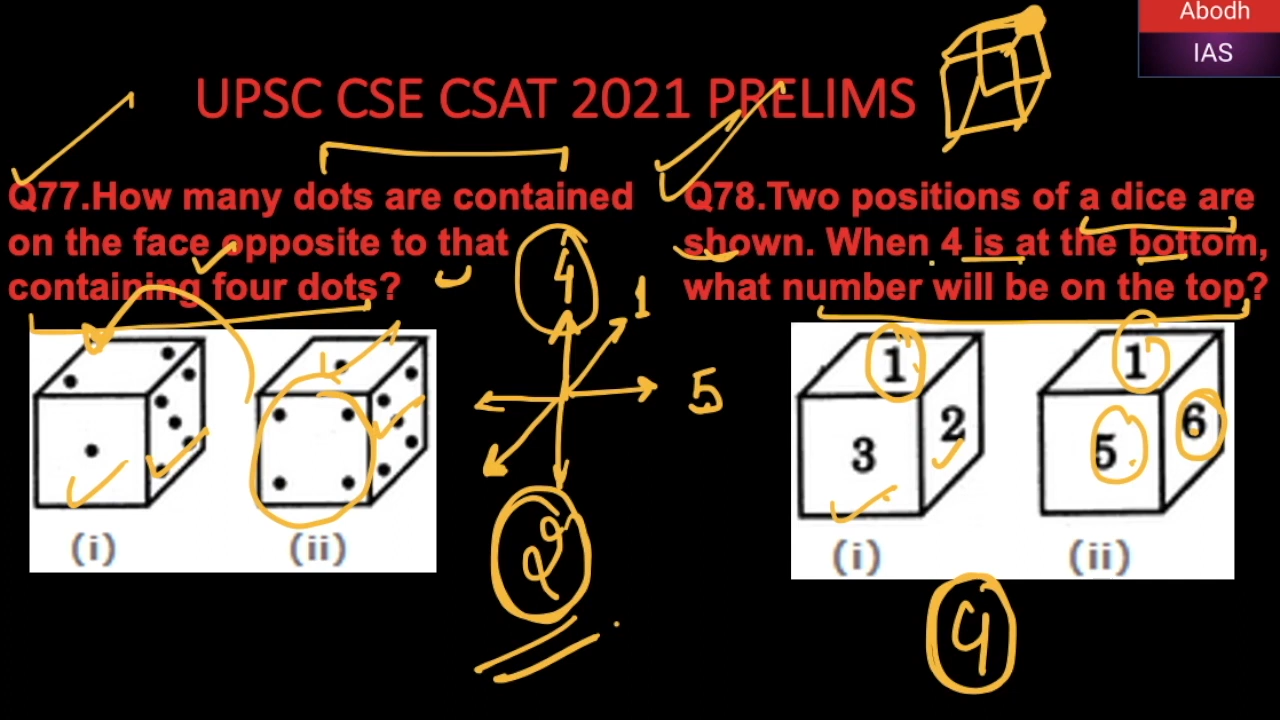 Abodh
IAS
UPSC CSE CSAT 2021 PRELIMS
Q77.How many dots are contained
on the face opposite to that
containing four dots?
4
1
5
2
(i)
(ii)
Q78.Two positions of a dice are
shown. When 4 is at the bottom,
what number will be on the top?
1
3
2
1
5
6
(i)
(ii)
4